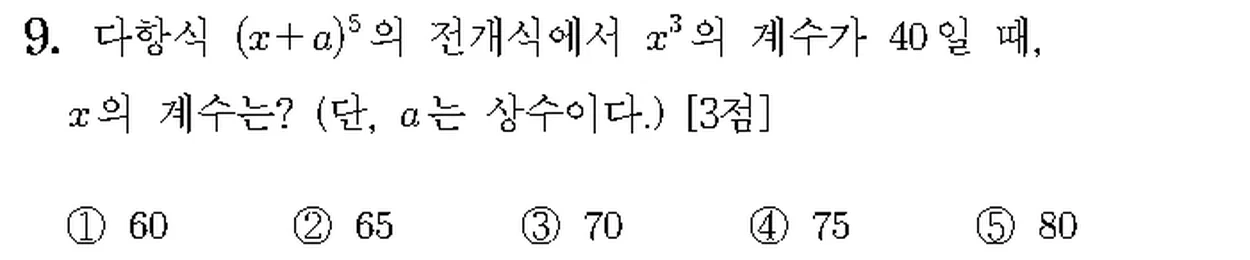 9. 다항식 (x+a)⁵의 전개식에서 x³의 계수가 40일 때,
x의 계수는? (단, a는 상수이다.) [3점]
① 60 ② 65 ③ 70 ④ 75 ⑤ 80